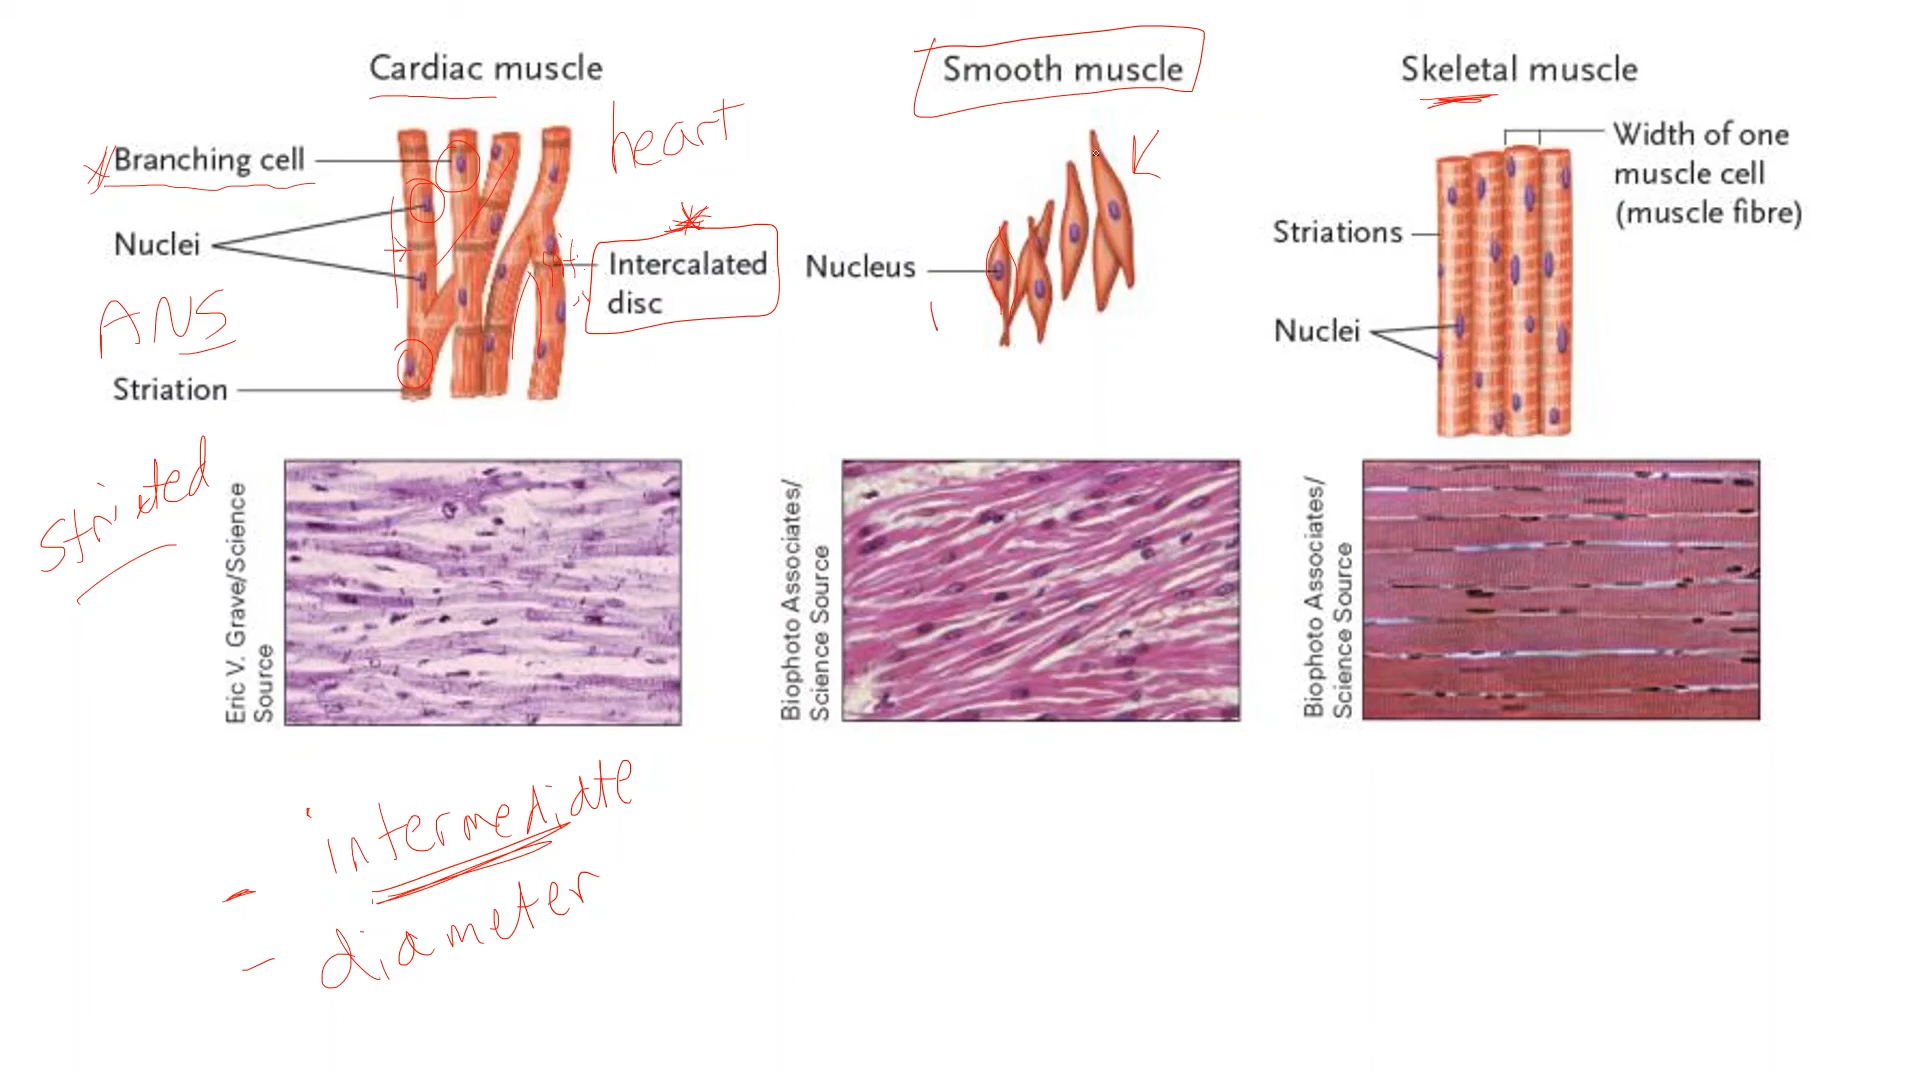 Cardiac muscle
heart
Branching cell
Nuclei
Intercalated
disc
ANS
Striation
Striated
Eric V. Grave/Science
Source
intermediate
diameter
Smooth muscle
Nucleus
Biophoto Associates/
Science Source
Skeletal muscle
Width of one
muscle cell
(muscle fibre)
Striations
Nuclei
Biophoto Associates/
Science Source